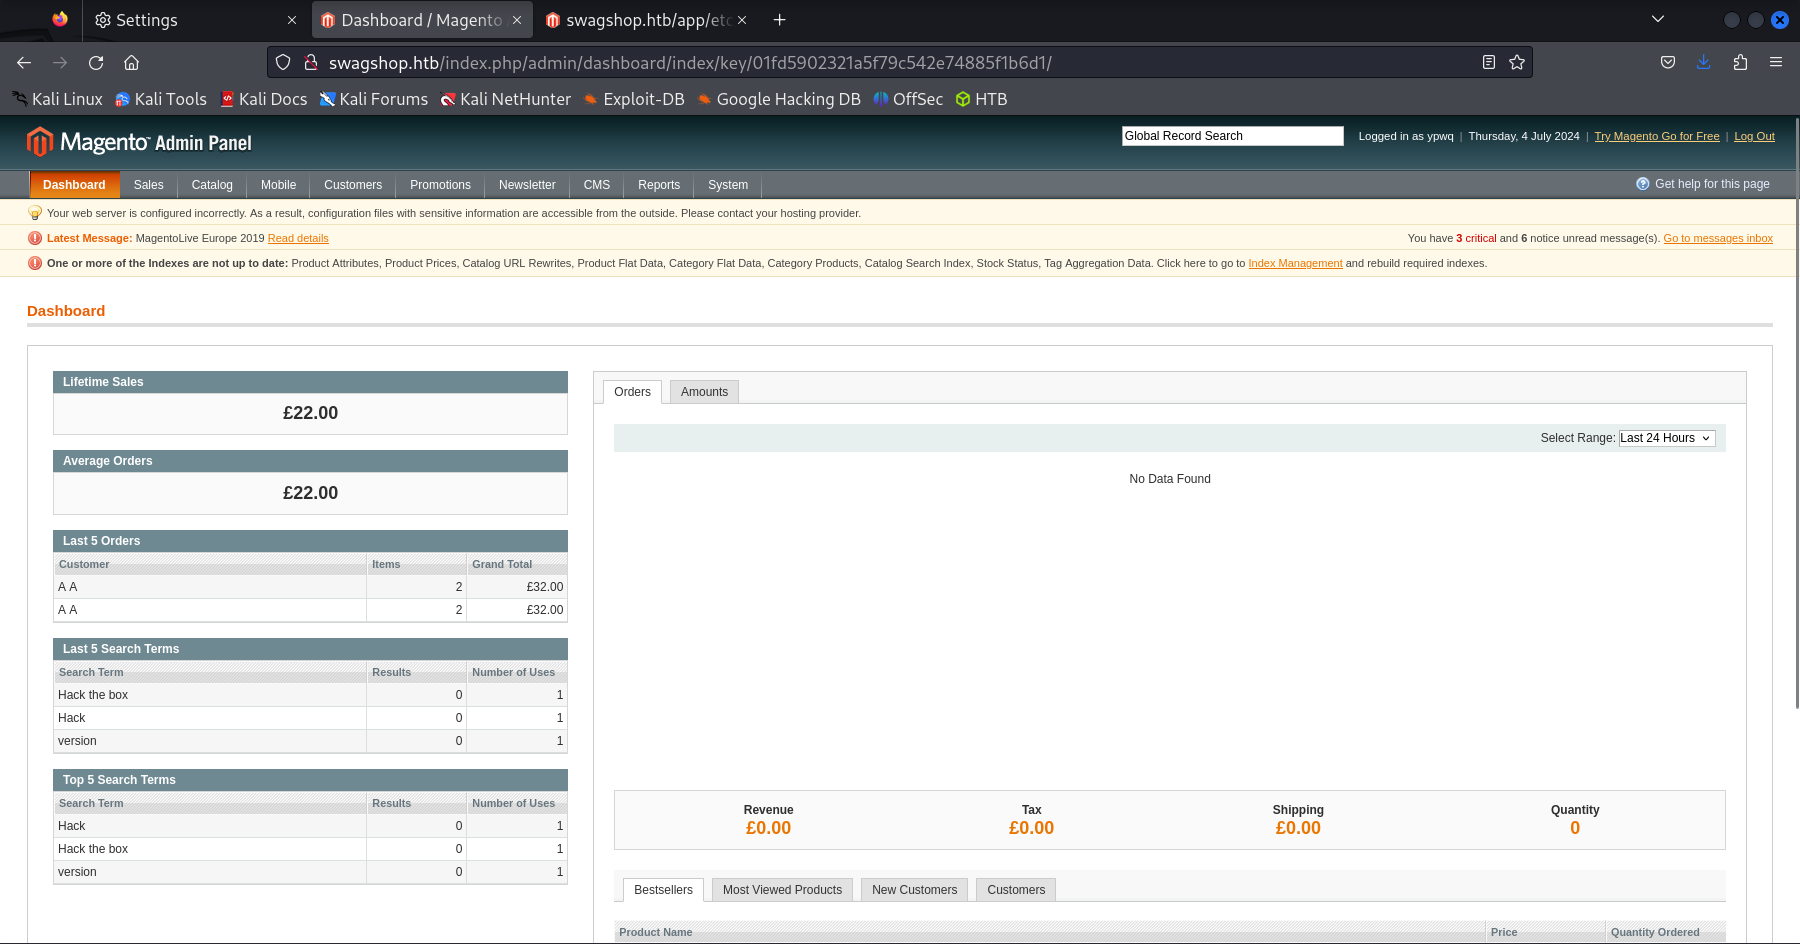 Settings
Dashboard / Magento
swagshop.htb/app/etc
swagshop.htb/index.php/admin/dashboard/index/key/01fd5902321a5f79c542e74885f1b6d1/
Kali Linux Kali Tools Kali Docs Kali Forums Kali NetHunter Exploit-DB Google Hacking DB OffSec HTB
Magento™ Admin Panel
Global Record Search
Logged in as ypwq | Thursday, 4 July 2024 | Try Magento Go for Free | Log Out
Dashboard Sales Catalog Mobile Customers Promotions Newsletter CMS Reports System
Get help for this page
Your web server is configured incorrectly. As a result, configuration files with sensitive information are accessible from the outside. Please contact your hosting provider.
Latest Message: MagentoLive Europe 2019 Read details
You have 3 critical and 6 notice unread message(s). Go to messages inbox
One or more of the Indexes are not up to date: Product Attributes, Product Prices, Catalog URL Rewrites, Product Flat Data, Category Flat Data, Category Products, Catalog Search Index, Stock Status, Tag Aggregation Data. Click here to go to Index Management and rebuild required indexes.
Dashboard
Lifetime Sales
£22.00
Average Orders
£22.00
Last 5 Orders
Customer Items Grand Total
A A 2 £32.00
A A 2 £32.00
Last 5 Search Terms
Search Term Results Number of Uses
Hack the box 0 1
Hack 0 1
version 0 1
Top 5 Search Terms
Search Term Results Number of Uses
Hack 0 1
Hack the box 0 1
version 0 1
Orders Amounts
Select Range: Last 24 Hours
No Data Found
Revenue Tax Shipping Quantity
£0.00 £0.00 £0.00 0
Bestsellers Most Viewed Products New Customers Customers
Product Name Price Quantity Ordered